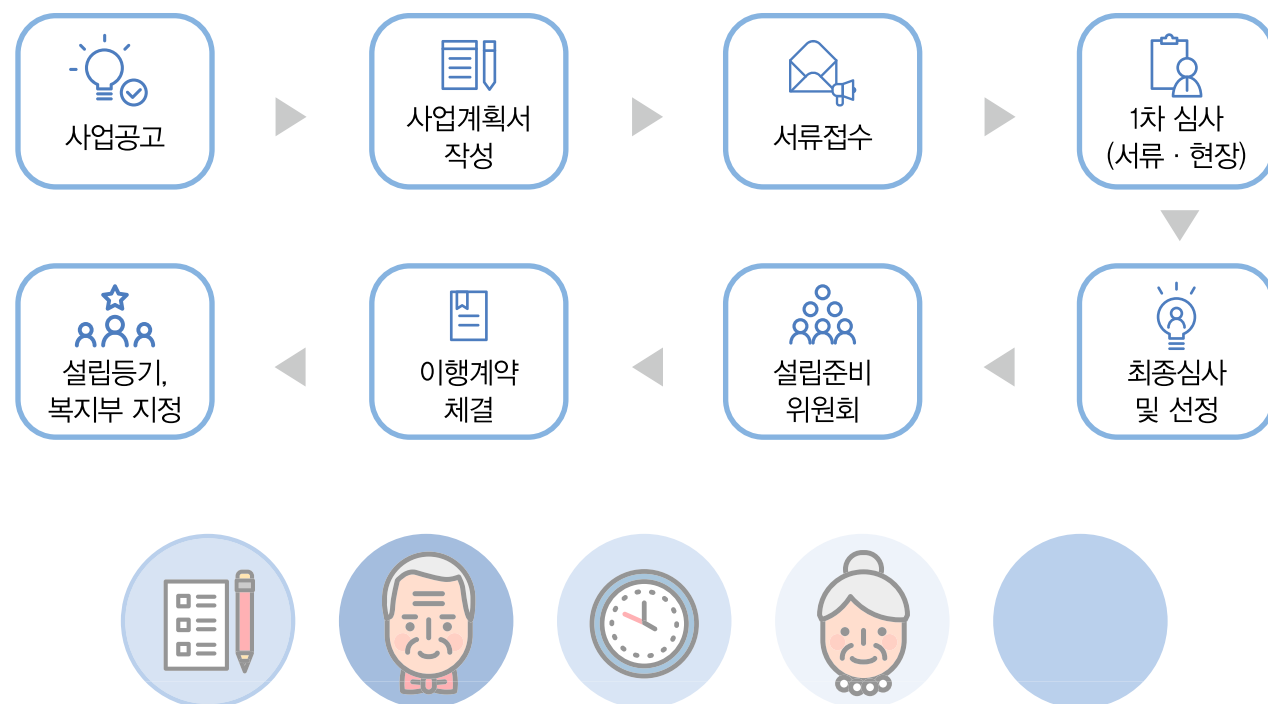 사업공고
사업계획서
작성
서류접수
1차 심사
(서류 · 현장)
최종심사
및 선정
설립준비
위원회
이행계약
체결
설립등기,
복지부 지정